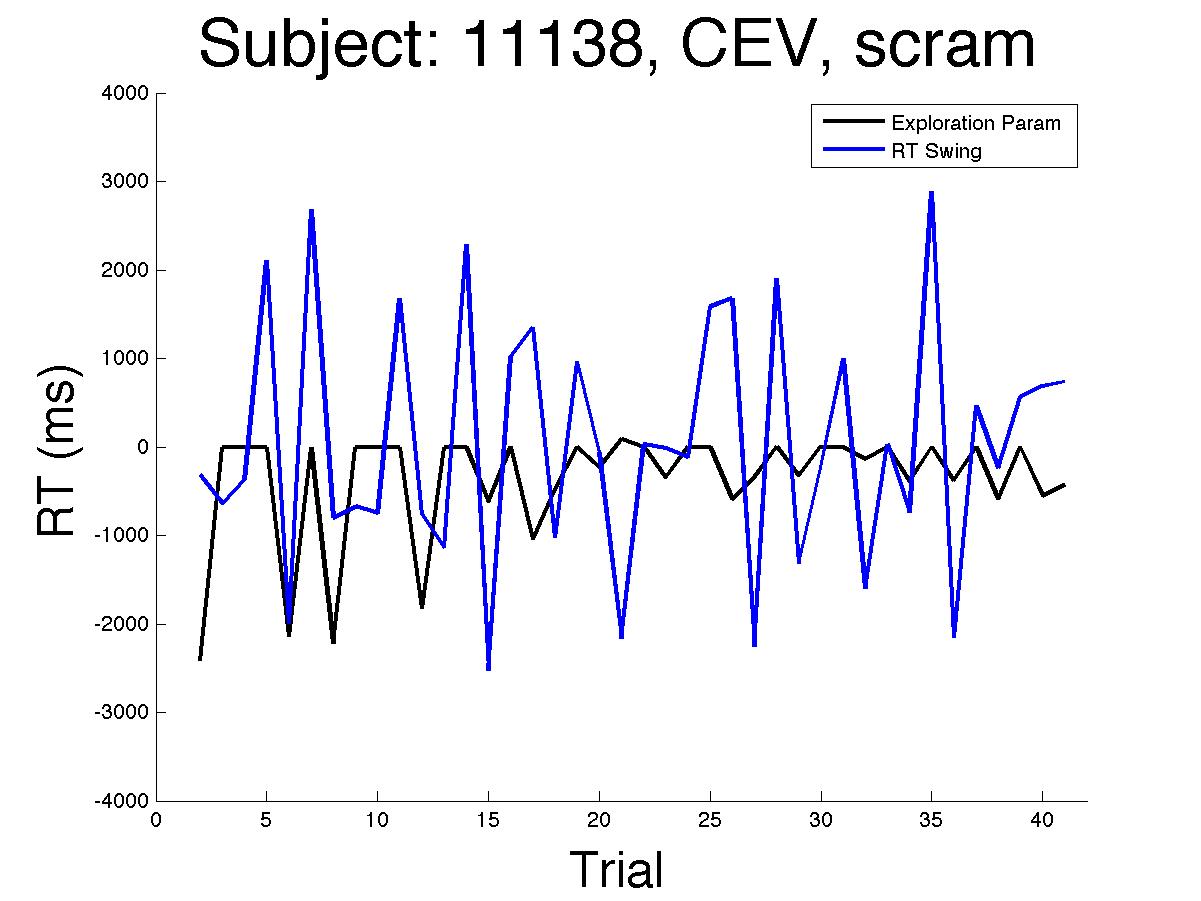 Subject: 11138, CEV, scram
Exploration Param
RT Swing
4000
3000
2000
1000
0
-1000
-2000
-3000
-4000
RT (ms)
0 5 10 15 20 25 30 35 40
Trial